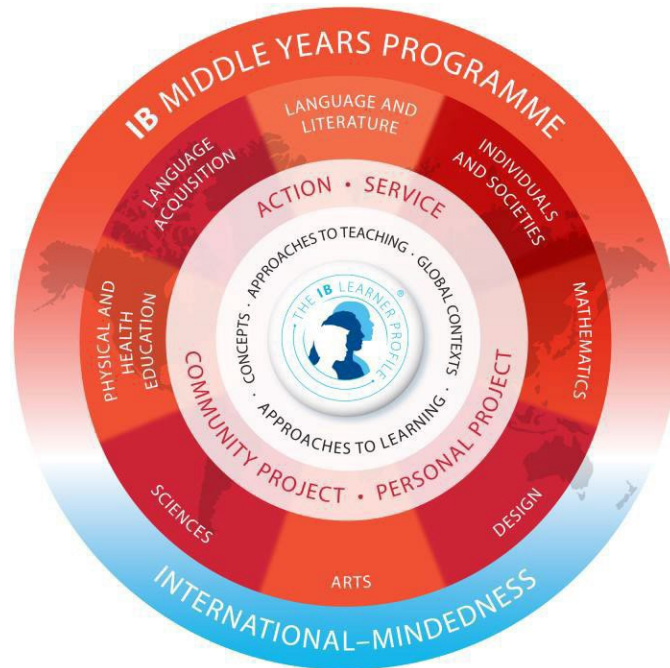 IB MIDDLE YEARS PROGRAMME
LANGUAGE AND
LITERATURE
INDIVIDUALS
AND SOCIETIES
MATHEMATICS
DESIGN
ARTS
SCIENCES
PHYSICAL AND
HEALTH
EDUCATION
LANGUAGE
ACQUISITION
ACTION • SERVICE
COMMUNITY PROJECT • PERSONAL PROJECT
APPROACHES TO TEACHING · GLOBAL CONTEXTS ·
APPROACHES TO LEARNING ·
CONCEPTS ·
THE IB LEARNER PROFILE ®
INTERNATIONAL–MINDEDNESS